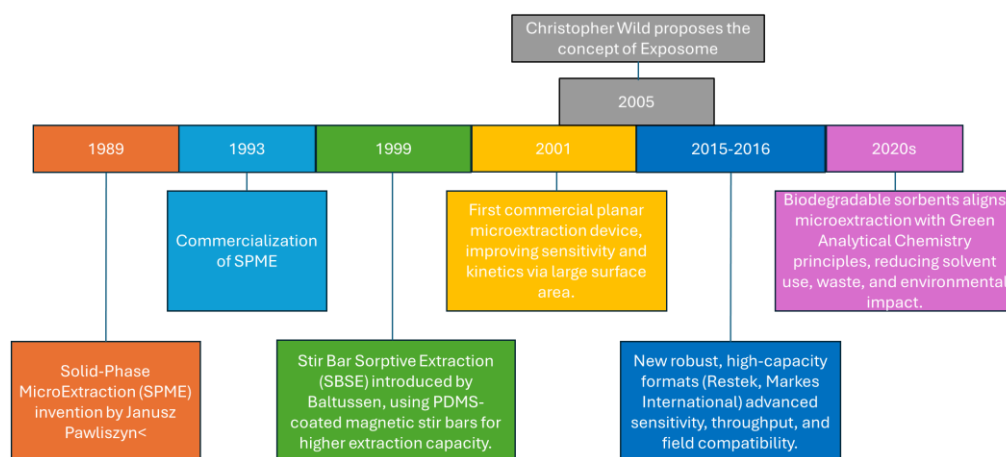 Christopher Wild proposes the
concept of Exposome
2005
1989
1993
1999
2001
2015-2016
2020s
Commercialization
of SPME
First commercial planar
microextraction device,
improving sensitivity and
kinetics via large surface
area.
Biodegradable sorbents aligns
microextraction with Green
Analytical Chemistry
principles, reducing solvent
use, waste, and environmental
impact.
Solid-Phase
MicroExtraction (SPME)
invention by Janusz
Pawliszyn<
Stir Bar Sorptive Extraction
(SBSE) introduced by
Baltussen, using PDMS-
coated magnetic stir bars for
higher extraction capacity.
New robust, high-capacity
formats (Restek, Markes
International) advanced
sensitivity, throughput, and
field compatibility.